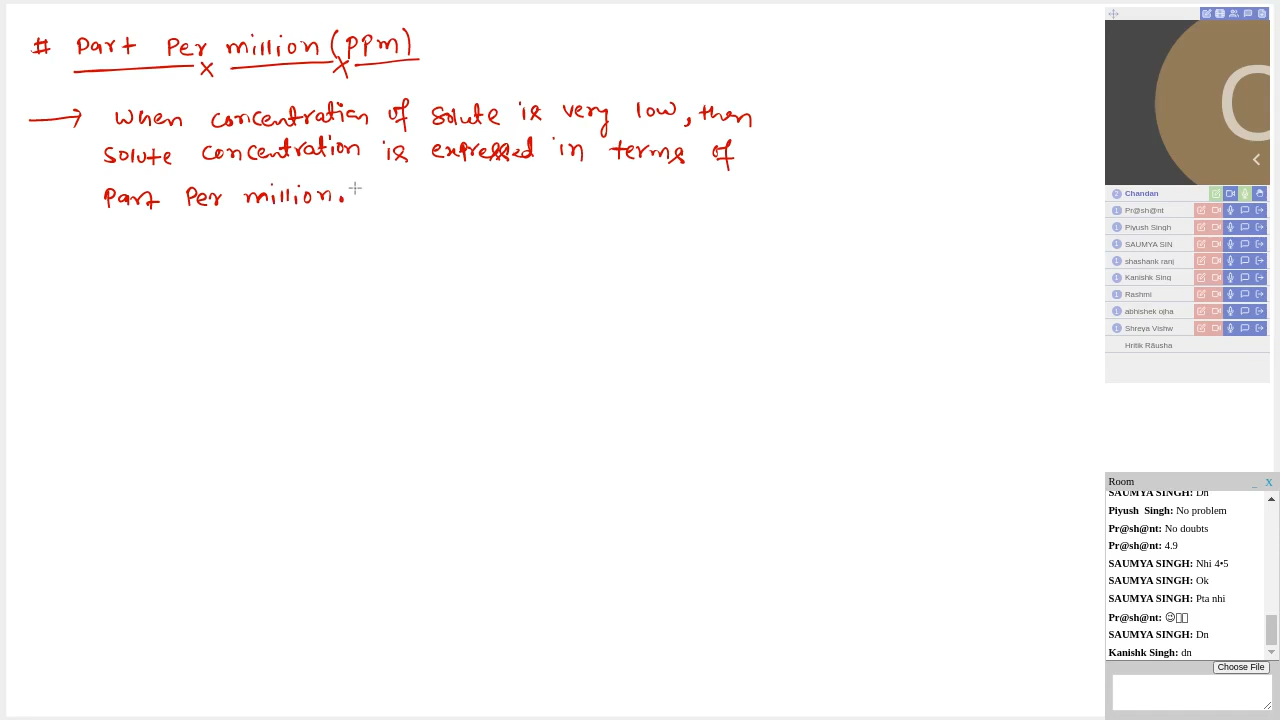 # Part Per million (PPm)
→ When concentration of solute is very low, then
solute concentration is expressed in terms of
Part Per million.
C
Chandan
Pr@sh@nt
Piyush Singh
SAUMYA SIN
shashank ranj
Kanishk Sing
Rashmi
abhishek ojha
Shreya Vishw
Hritik Räusha
Room
_ X
SAUMYA SINGH: Dn
Piyush Singh: No problem
Pr@sh@nt: No doubts
Pr@sh@nt: 4.9
SAUMYA SINGH: Nhi 4•5
SAUMYA SINGH: Ok
SAUMYA SINGH: Pta nhi
Pr@sh@nt: 😉
SAUMYA SINGH: Dn
Kanishk Singh: dn
Choose File